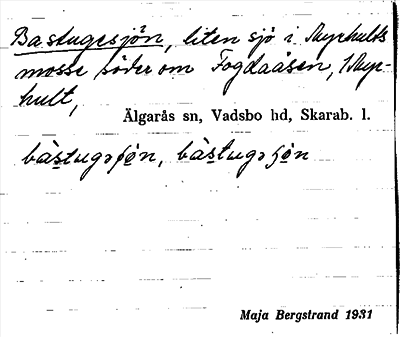 Bastugesjön, liten sjö i Myrhults
mosse söder om Fogdaåsen, Myr-
hult,
Älgarås sn, Vadsbo hd, Skarab. l.
bàstugəʃøn, bàstugəʃøn
Maja Bergstrand 1931